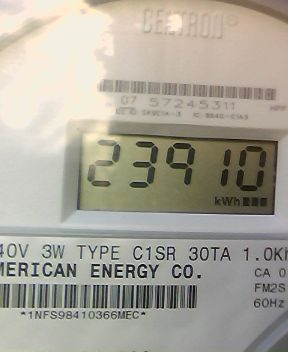 CENTRON®
07 57245311
23910
kWh
40V 3W TYPE C1SR 30TA 1.0Kh
MERICAN ENERGY CO.
CA 0
FM2S
60Hz
*1NFS98410366MEC*